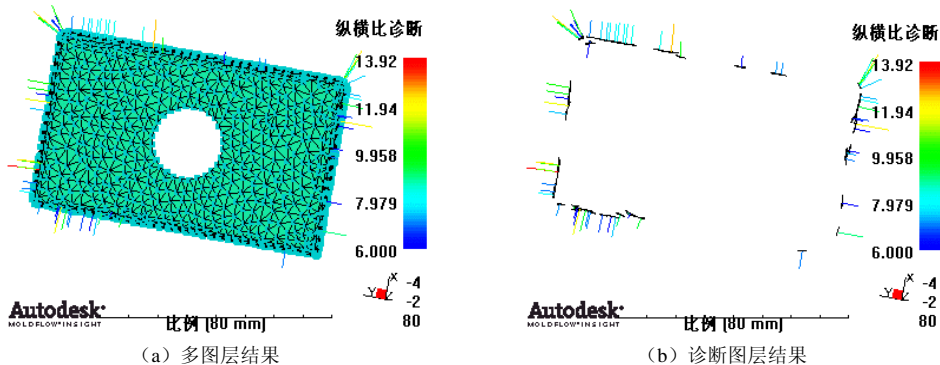 纵横比诊断
13.92
11.94
9.958
7.979
6.000
X
Y
-4
-2
80
Autodesk®
MOLDFLOW® INSIGHT
比例 (80 mm)
(a)多图层结果
纵横比诊断
13.92
11.94
9.958
7.979
6.000
X
Y
-4
-2
80
Autodesk®
MOLDFLOW® INSIGHT
比例 (80 mm)
(b)诊断图层结果